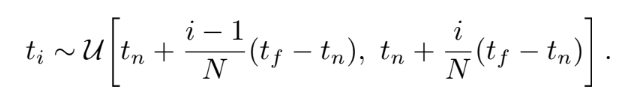 $t_i \sim \mathcal{U}\left[ t_n + \frac{i-1}{N}(t_f - t_n),\ t_n + \frac{i}{N}(t_f - t_n) \right].$